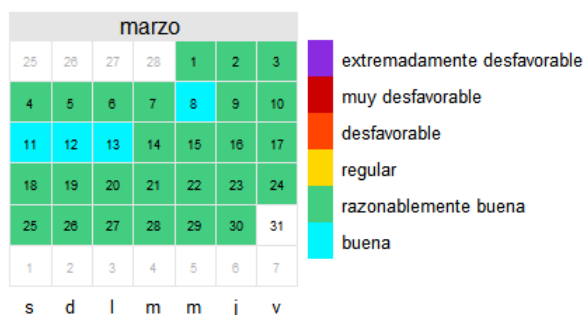 marzo
25 26 27 28 1 2 3
4 5 6 7 8 9 10
11 12 13 14 15 16 17
18 19 20 21 22 23 24
25 26 27 28 29 30 31
1 2 3 4 5 6 7
s d l m m j v
extremadamente desfavorable
muy desfavorable
desfavorable
regular
razonablemente buena
buena